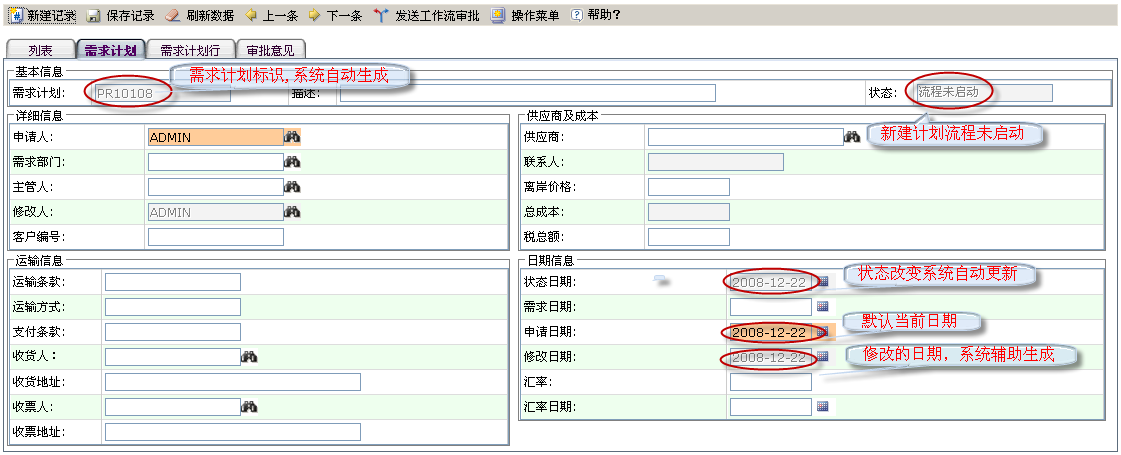 新建记录 保存记录 刷新数据 上一条 下一条 发送工作流审批 操作菜单 帮助?
列表 需求计划 需求计划行 审批意见
基本信息
需求计划标识,系统自动生成
需求计划: PR10108 描述: 状态: 流程未启动
新建计划流程未启动
详细信息
申请人: ADMIN
需求部门:
主管人:
修改人: ADMIN
客户编号:
供应商及成本
供应商:
联系人:
离岸价格:
总成本:
税总额:
运输信息
运输条款:
运输方式:
支付条款:
收货人:
收货地址:
收票人:
收票地址:
日期信息
状态日期: 2008-12-22 状态改变系统自动更新
需求日期:
申请日期: 2008-12-22 默认当前日期
修改日期: 2008-12-22 修改的日期，系统辅助生成
汇率:
汇率日期: